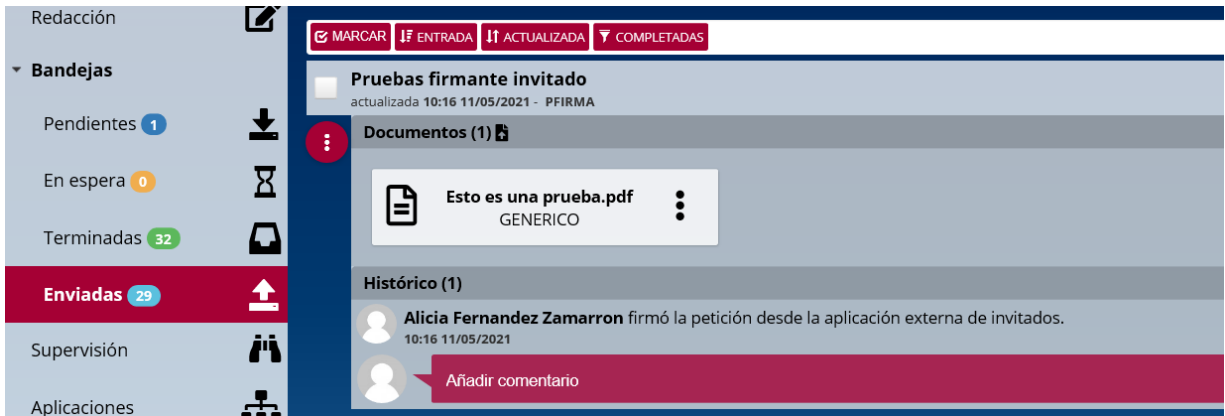 Redacción
Bandejas
Pendientes 1
En espera 0
Terminadas 32
Enviadas 29
Supervisión
Aplicaciones
MARCAR ENTRADA ACTUALIZADA COMPLETADAS
Pruebas firmante invitado
actualizada 10:16 11/05/2021 - PFIRMA
Documentos (1)
Esto es una prueba.pdf
GENERICO
Histórico (1)
Alicia Fernandez Zamarron firmó la petición desde la aplicación externa de invitados.
10:16 11/05/2021
Añadir comentario